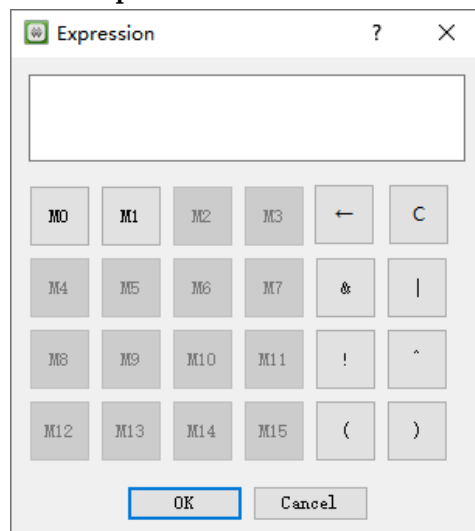 Expression ? ×
M0 M1 M2 M3 ← C
M4 M5 M6 M7 & |
M8 M9 M10 M11 ! ^
M12 M13 M14 M15 ( )
OK Cancel